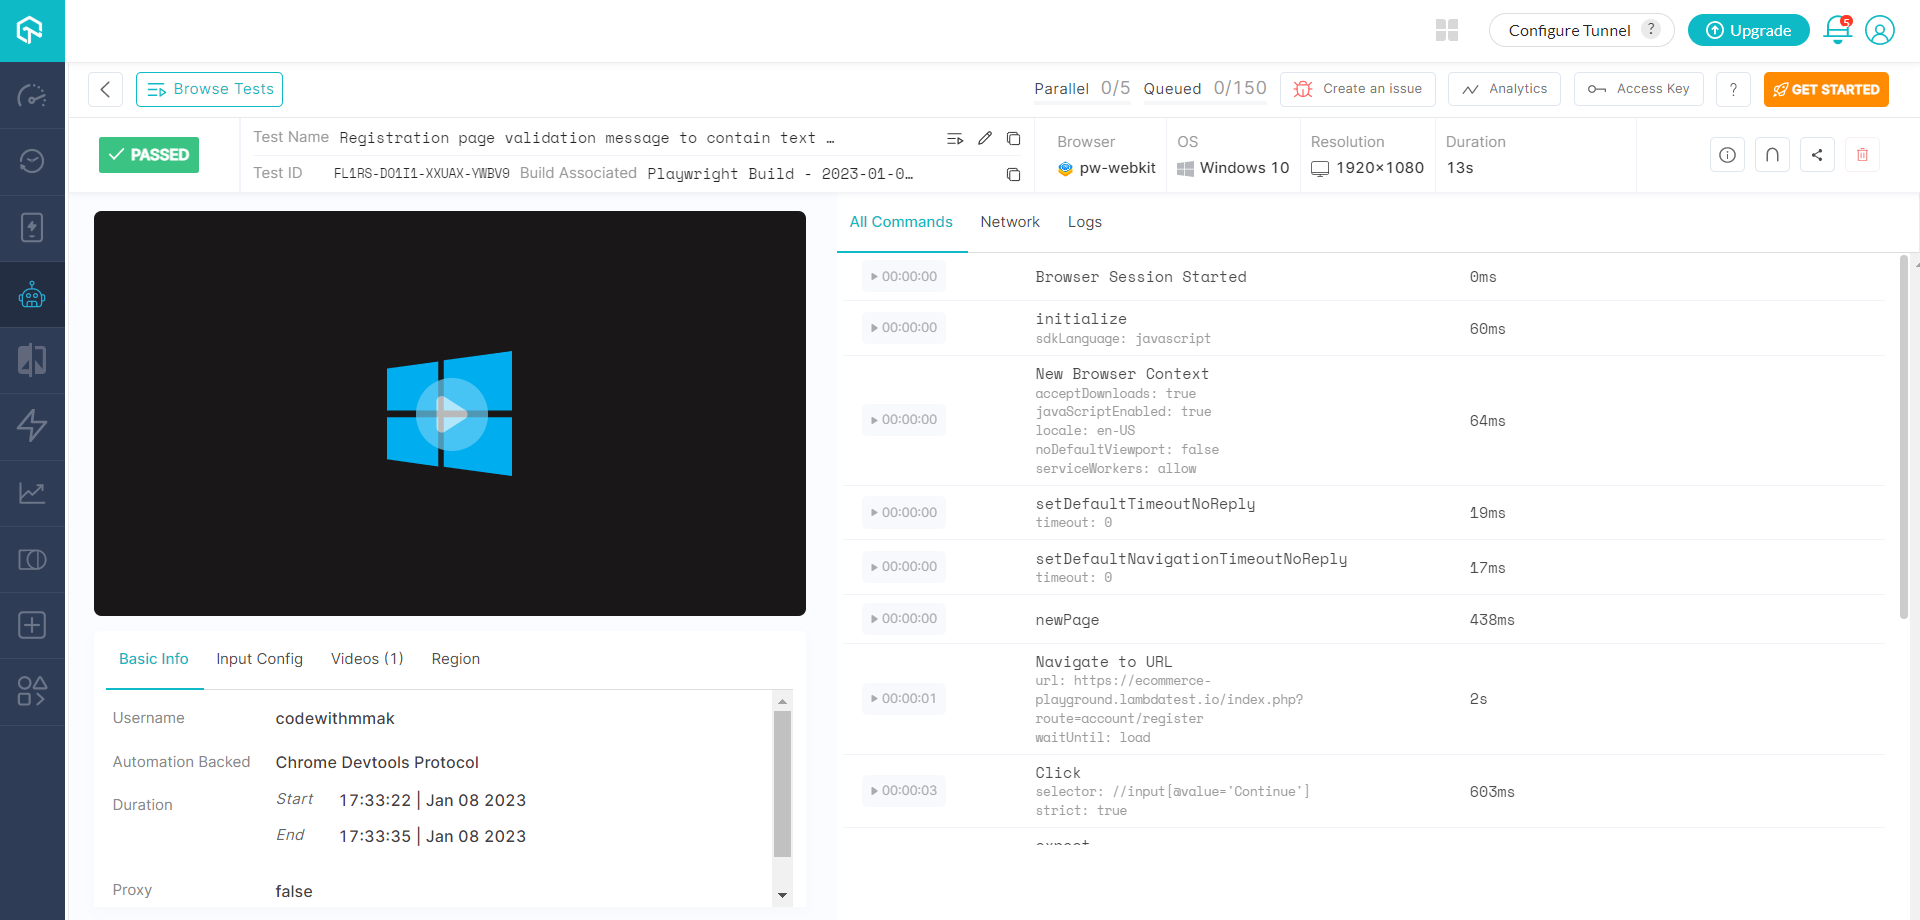 Configure Tunnel ?
Upgrade
5
Browse Tests
Parallel 0/5 Queued 0/150
Create an issue
Analytics
Access Key
?
GET STARTED
PASSED
Test Name Registration page validation message to contain text …
Test ID FL1RS-DO1I1-XXUAX-YWBV9 Build Associated Playwright Build - 2023-01-0…
Browser
pw-webkit
OS
Windows 10
Resolution
1920×1080
Duration
13s
All Commands Network Logs
00:00:00 Browser Session Started 0ms
00:00:00 initialize 60ms
sdkLanguage: javascript
00:00:00 New Browser Context 64ms
acceptDownloads: true
javaScriptEnabled: true
locale: en-US
noDefaultViewport: false
serviceWorkers: allow
00:00:00 setDefaultTimeoutNoReply 19ms
timeout: 0
00:00:00 setDefaultNavigationTimeoutNoReply 17ms
timeout: 0
00:00:00 newPage 438ms
00:00:01 Navigate to URL 2s
url: https://ecommerce-
playground.lambdatest.io/index.php?
route=account/register
waitUntil: load
00:00:03 Click 603ms
selector: //input[@value='Continue']
strict: true
Basic Info Input Config Videos (1) Region
Username codewithmmak
Automation Backed Chrome Devtools Protocol
Duration Start 17:33:22 | Jan 08 2023
End 17:33:35 | Jan 08 2023
Proxy false